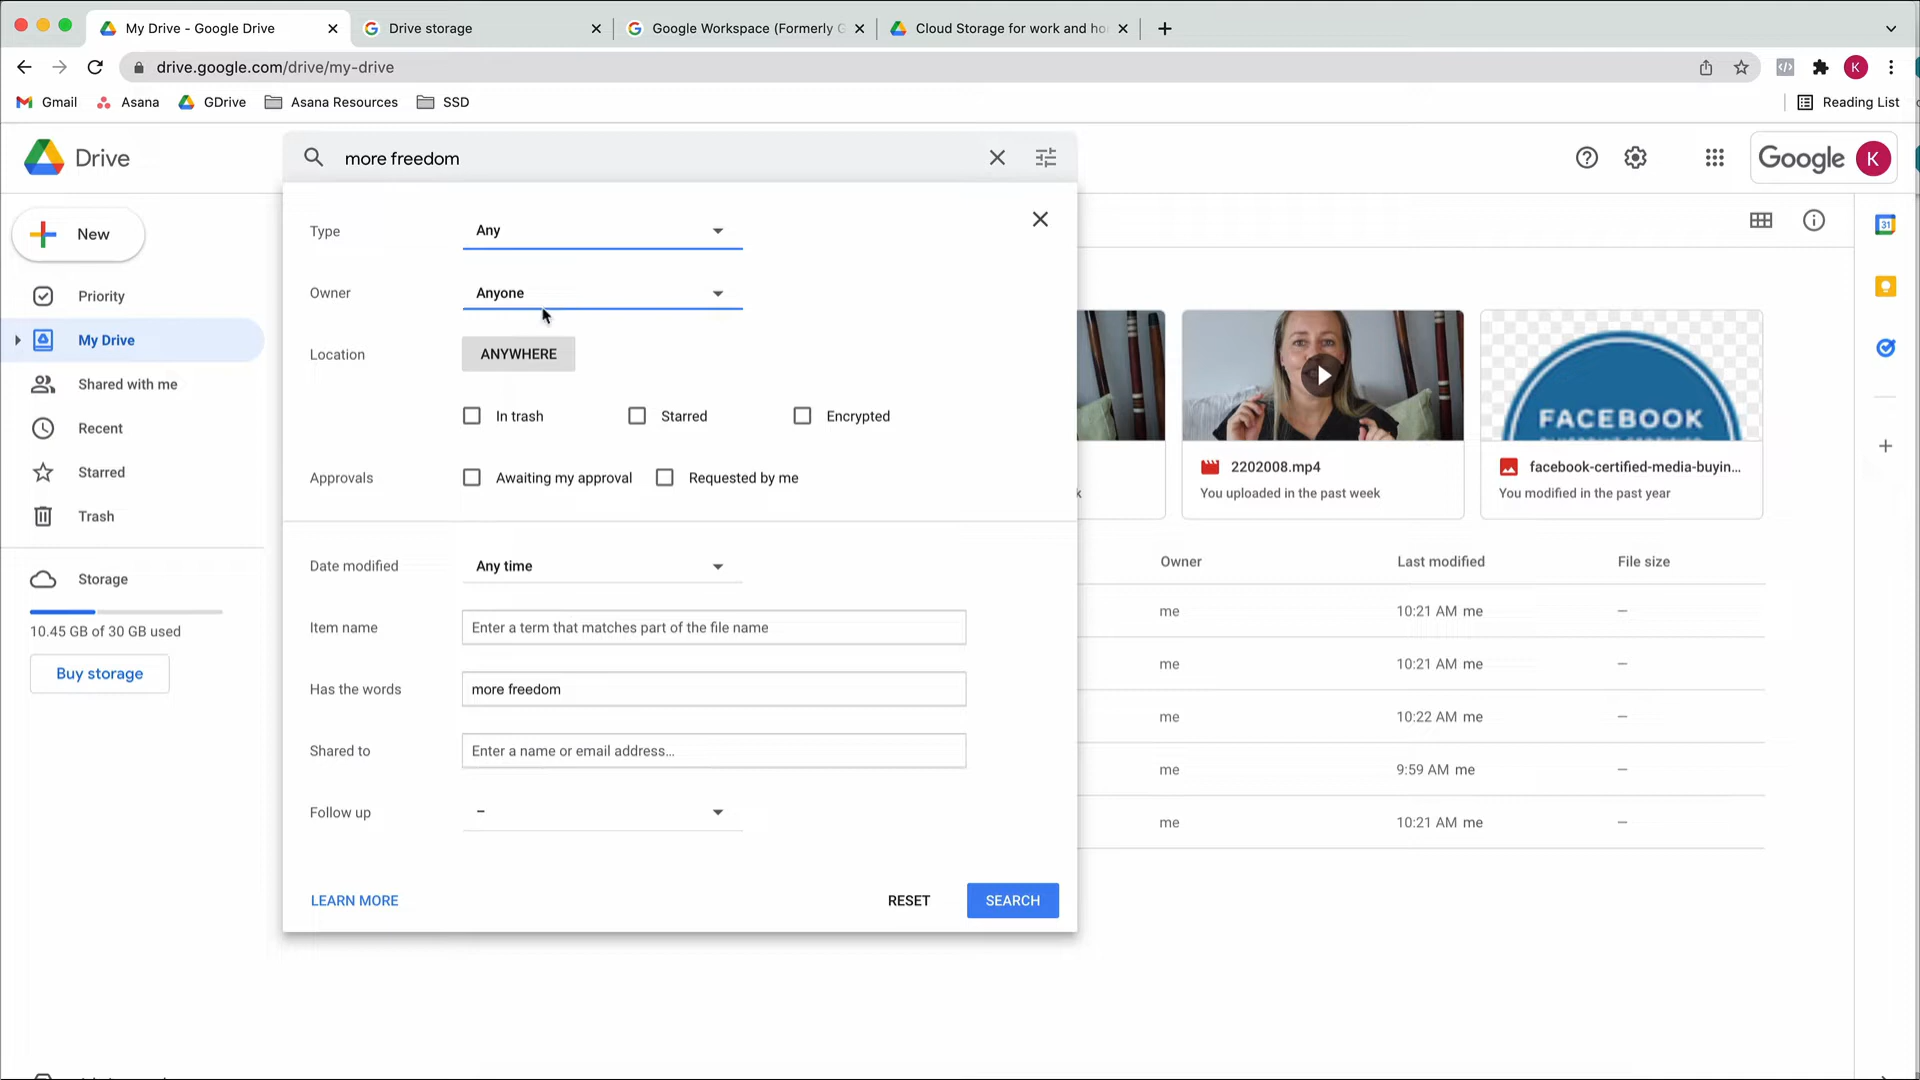 My Drive - Google Drive
Drive storage
Google Workspace (Formerly G
Cloud Storage for work and ho
drive.google.com/drive/my-drive
K
Gmail
Asana
GDrive
Asana Resources
SSD
Reading List
Drive
more freedom
Google K
New
Type
Any
31
Owner
Anyone
Priority
My Drive
Location
ANYWHERE
Shared with me
In trash
Starred
Encrypted
FACEBOOK
Recent
2202008.mp4
facebook-certified-media-buyin...
Starred
Approvals
Awaiting my approval
Requested by me
k
You uploaded in the past week
You modified in the past year
Trash
Date modified
Any time
Owner
Last modified
File size
Storage
10.45 GB of 30 GB used
Item name
Enter a term that matches part of the file name
me
10:21 AM me
–
Buy storage
Has the words
more freedom
me
10:21 AM me
–
me
10:22 AM me
–
Shared to
Enter a name or email address...
me
9:59 AM me
–
Follow up
–
me
10:21 AM me
–
LEARN MORE
RESET
SEARCH